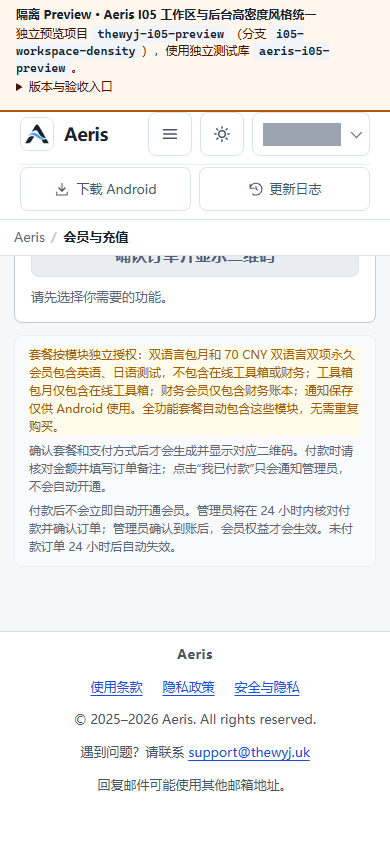 隔离 Preview · Aeris I05 工作区与后台高密度风格统一
独立预览项目 thewyj-i05-preview （分支 i05-
workspace-density ），使用独立测试库 aeris-i05-
preview 。
▶ 版本与验收入口
Aeris
下载 Android
更新日志
Aeris / 会员与充值
确认订单并显示二维码
请先选择你需要的功能。
套餐按模块独立授权：双语言包月和 70 CNY 双语言双项永久
会员包含英语、日语测试，不包含在线工具箱或财务；工具箱
包月仅包含在线工具箱；财务会员仅包含财务账本；通知保存
仅供 Android 使用。全功能套餐自动包含这些模块，无需重复
购买。
确认套餐和支付方式后才会生成并显示对应二维码。付款时请
核对金额并填写订单备注；点击“我已付款”只会通知管理员，
不会自动开通。
付款后不会立即自动开通会员。管理员将在 24 小时内核对付
款并确认订单；管理员确认到账后，会员权益才会生效。未付
款订单 24 小时后自动失效。
Aeris
使用条款 隐私政策 安全与隐私
© 2025–2026 Aeris. All rights reserved.
遇到问题？请联系 support@thewyj.uk
回复邮件可能使用其他邮箱地址。